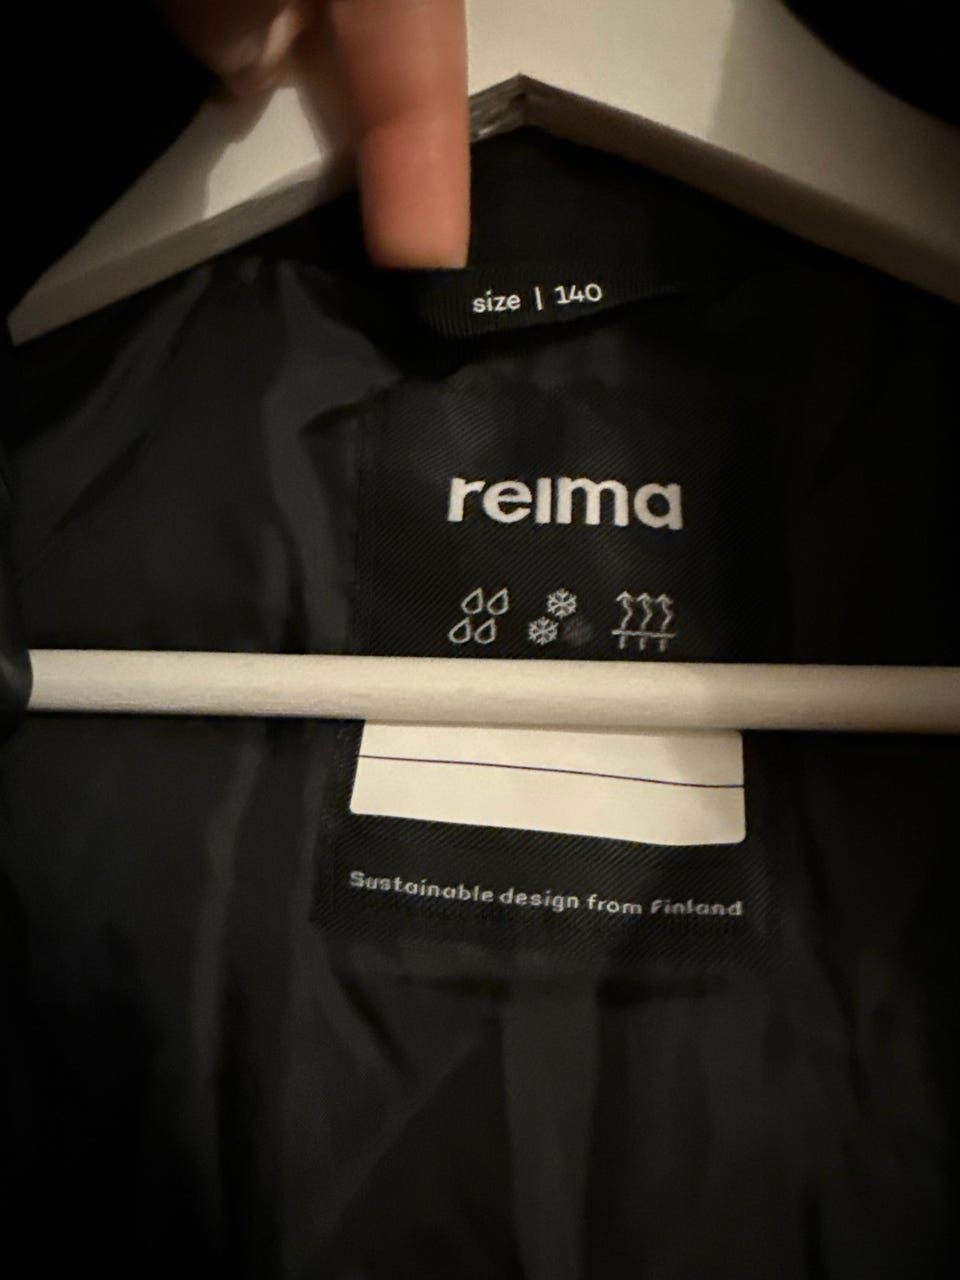 size | 140
reima
Sustainable design from Finland